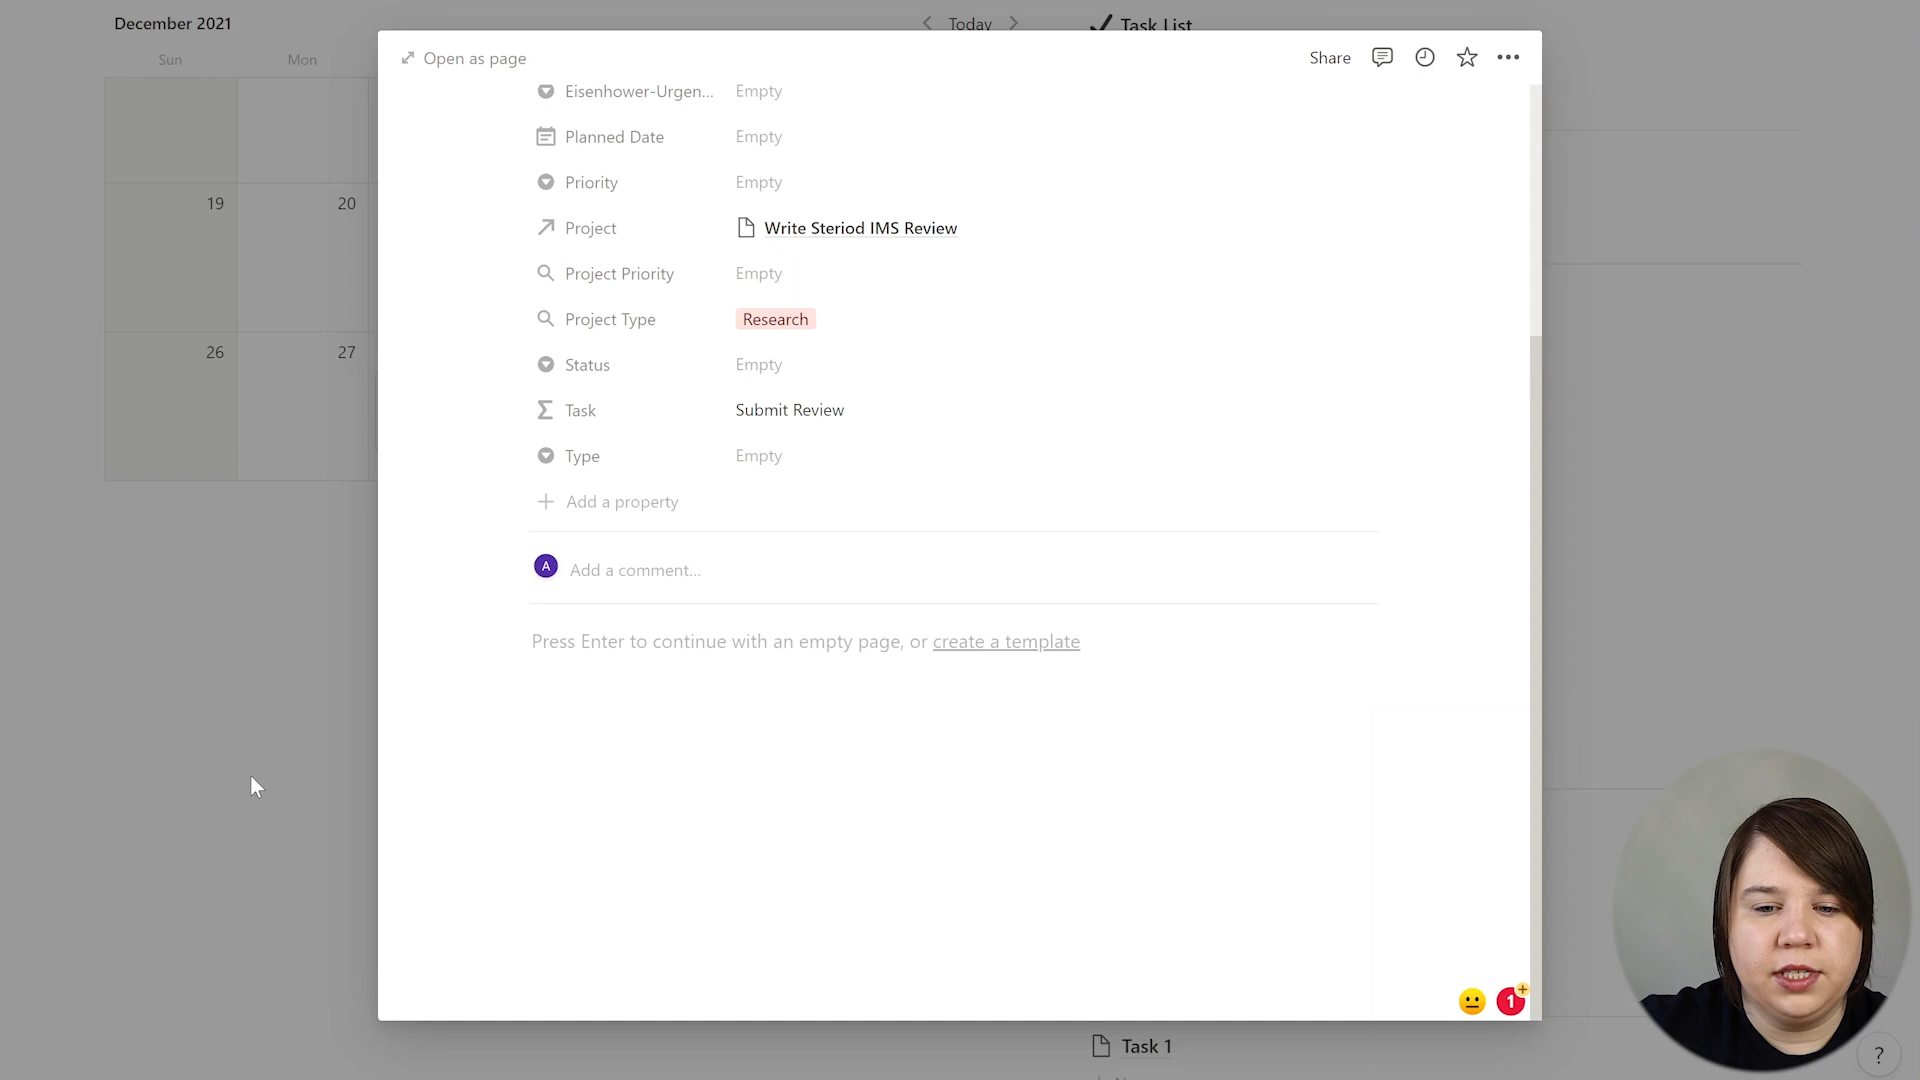 December 2021
Today
Task List
Sun
Mon
Open as page
Share
Eisenhower-Urgen... Empty
Planned Date Empty
Priority Empty
19
20
Project Write Steriod IMS Review
Project Priority Empty
Project Type Research
26
27
Status Empty
Task Submit Review
Type Empty
Add a property
A Add a comment...
Press Enter to continue with an empty page, or create a template
1
Task 1
?